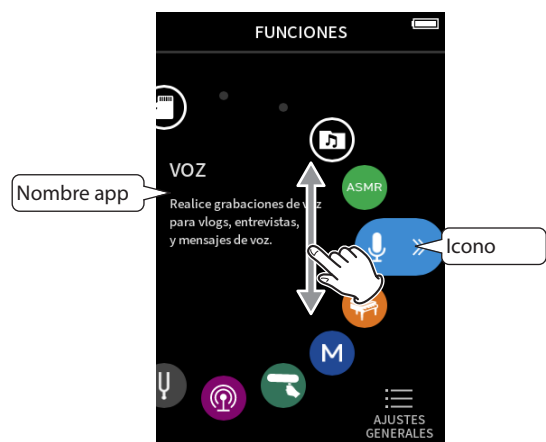 FUNCIONES
VOZ
Nombre app
ASMR
Realice grabaciones de voz
para vlogs, entrevistas,
y mensajes de voz.
Icono
M
AJUSTES
GENERALES